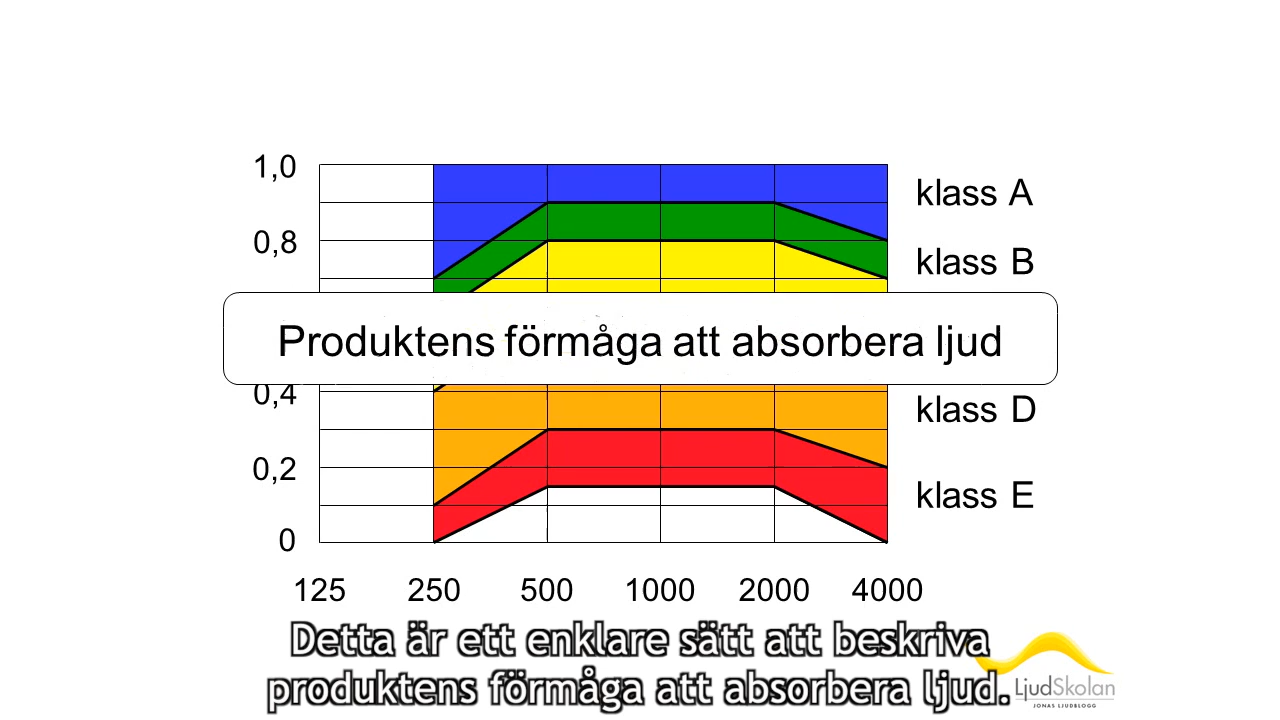 1,0
klass A
0,8
klass B
Produktens förmåga att absorbera ljud
0,4
klass D
0,2
klass E
0
125 250 500 1000 2000 4000
Detta är ett enklare sätt att beskriva
produktens förmåga att absorbera ljud.
LjudSkolan
JONAS LJUDBLOGG